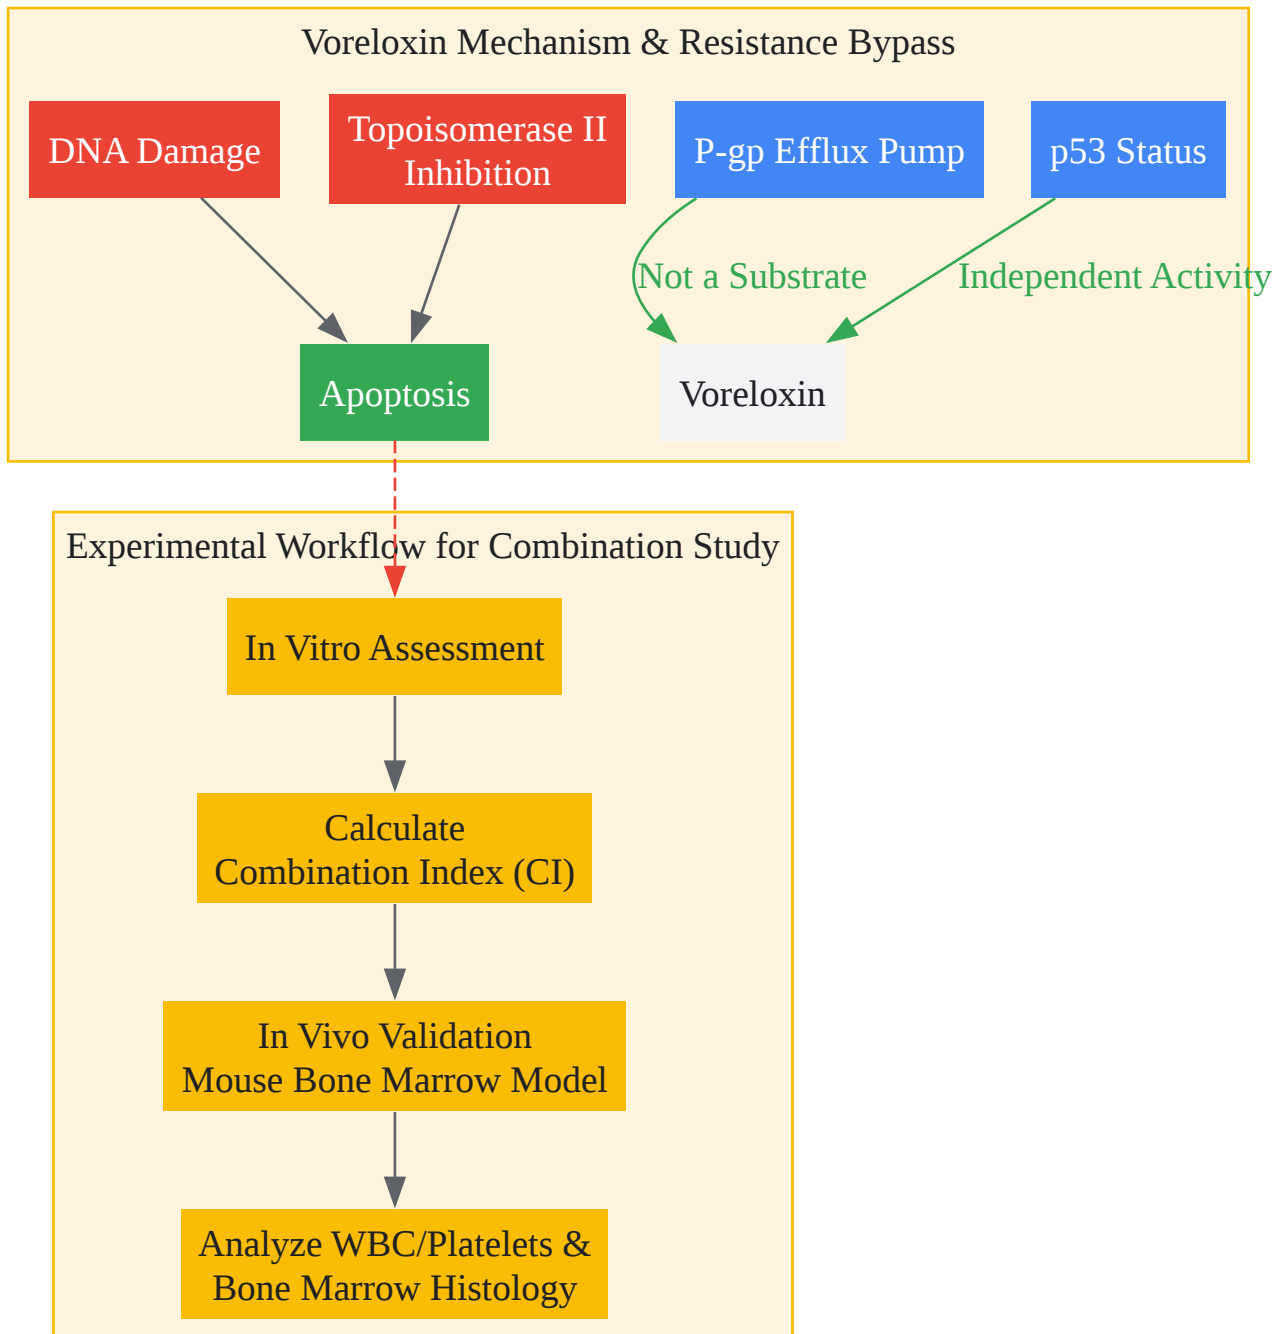 Voreloxin Mechanism & Resistance Bypass
DNA Damage
Topoisomerase II
Inhibition
P-gp Efflux Pump
p53 Status
Not a Substrate
Independent Activity
Apoptosis
Voreloxin
Experimental Workflow for Combination Study
In Vitro Assessment
Calculate
Combination Index (CI)
In Vivo Validation
Mouse Bone Marrow Model
Analyze WBC/Platelets &
Bone Marrow Histology